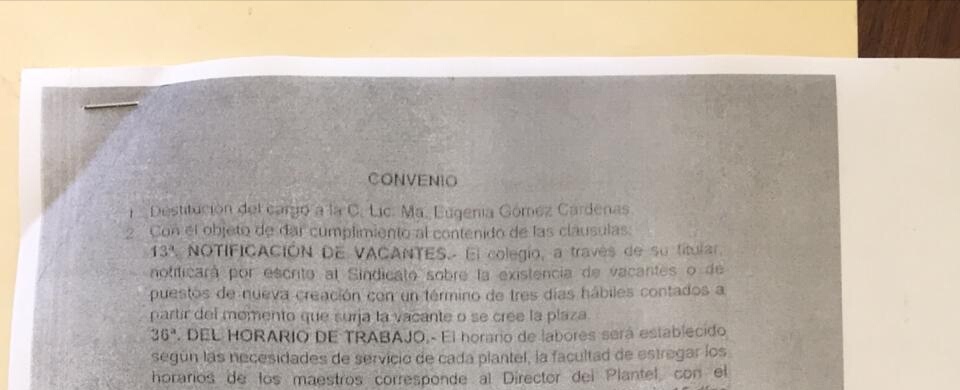 CONVENIO
1. Destitución del cargo a la C. Lic. Ma. Eugenia Gómez Cárdenas
2. Con el objeto de dar cumplimiento al contenido de las cláusulas:
13ª. NOTIFICACIÓN DE VACANTES.- El colegio, a través de su titular,
notificará por escrito al Sindicato sobre la existencia de vacantes o de
puestos de nueva creación con un término de tres días hábiles contados a
partir del momento que surja la vacante o se cree la plaza.
36ª. DEL HORARIO DE TRABAJO.- El horario de labores será establecido
según las necesidades de servicio de cada plantel, la facultad de estregar los
horarios de los maestros corresponde al Director del Plantel, con el